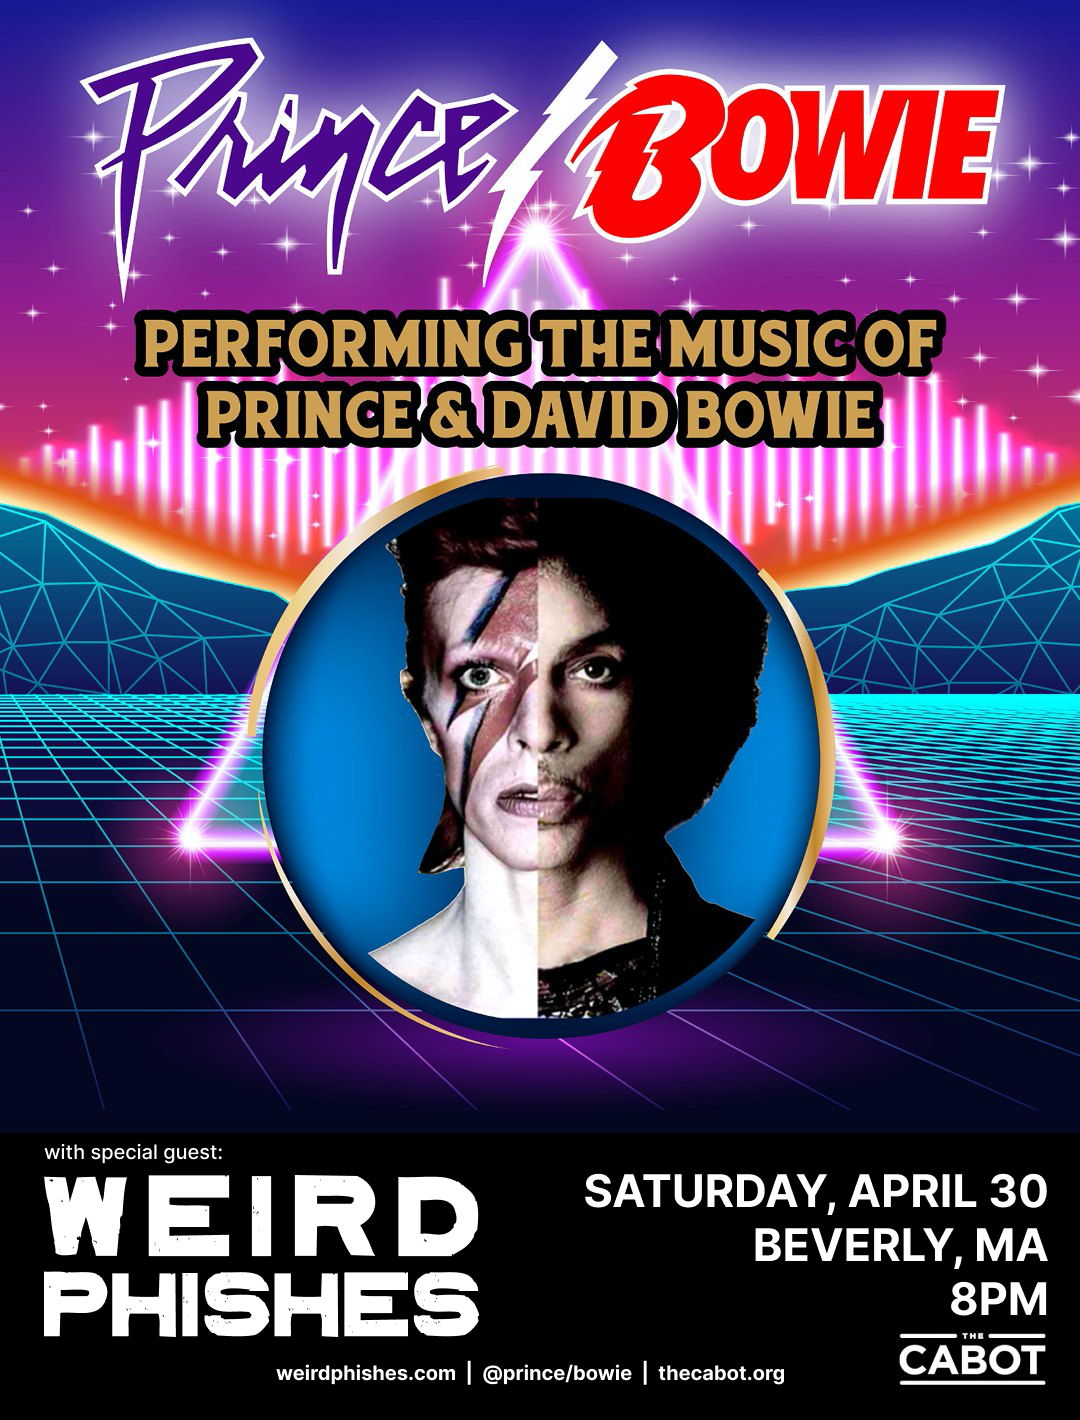 Prince/BOWIE
PERFORMING THE MUSIC OF
PRINCE & DAVID BOWIE
with special guest:
WEIRD
PHISHES
SATURDAY, APRIL 30
BEVERLY, MA
8PM
THE
CABOT
weirdphishes.com | @prince/bowie | thecabot.org